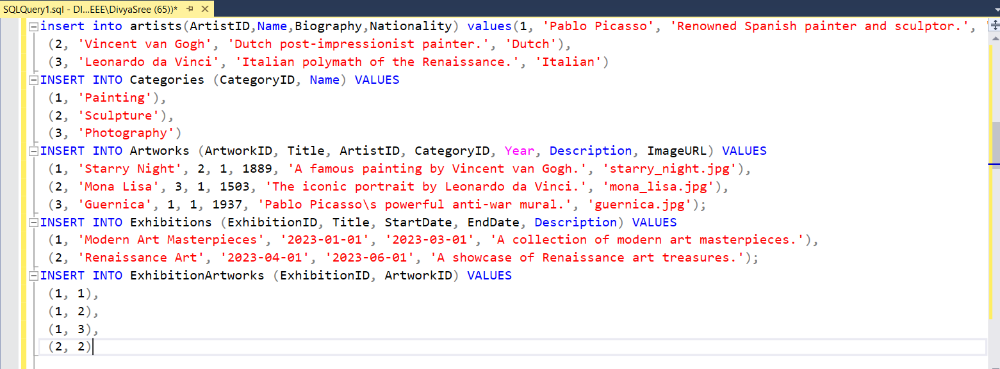 SQLQuery1.sql - DI...EEE\DivyaSree (65))*
insert into artists(ArtistID,Name,Biography,Nationality) values(1, 'Pablo Picasso', 'Renowned Spanish painter and sculptor.',
(2, 'Vincent van Gogh', 'Dutch post-impressionist painter.', 'Dutch'),
(3, 'Leonardo da Vinci', 'Italian polymath of the Renaissance.', 'Italian')
INSERT INTO Categories (CategoryID, Name) VALUES
(1, 'Painting'),
(2, 'Sculpture'),
(3, 'Photography')
INSERT INTO Artworks (ArtworkID, Title, ArtistID, CategoryID, Year, Description, ImageURL) VALUES
(1, 'Starry Night', 2, 1, 1889, 'A famous painting by Vincent van Gogh.', 'starry_night.jpg'),
(2, 'Mona Lisa', 3, 1, 1503, 'The iconic portrait by Leonardo da Vinci.', 'mona_lisa.jpg'),
(3, 'Guernica', 1, 1, 1937, 'Pablo Picasso\s powerful anti-war mural.', 'guernica.jpg');
INSERT INTO Exhibitions (ExhibitionID, Title, StartDate, EndDate, Description) VALUES
(1, 'Modern Art Masterpieces', '2023-01-01', '2023-03-01', 'A collection of modern art masterpieces.'),
(2, 'Renaissance Art', '2023-04-01', '2023-06-01', 'A showcase of Renaissance art treasures.');
INSERT INTO ExhibitionArtworks (ExhibitionID, ArtworkID) VALUES
(1, 1),
(1, 2),
(1, 3),
(2, 2)